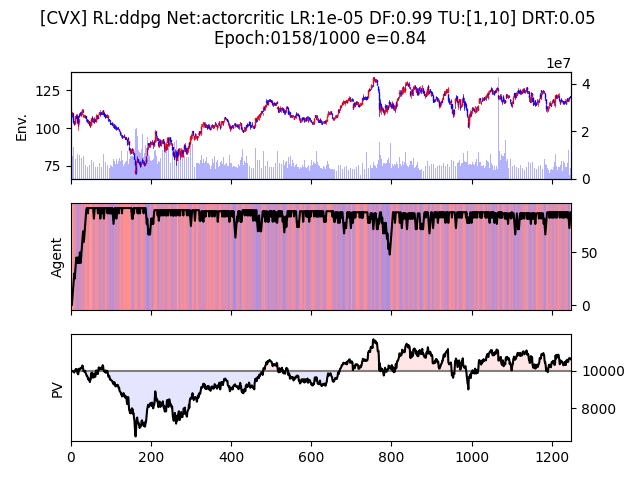 [CVX] RL:ddpg Net:actorcritic LR:1e-05 DF:0.99 TU:[1,10] DRT:0.05
Epoch:0158/1000 e=0.84
1e7
125
100
75
Env.
4
2
0
Agent
50
0
PV
10000
8000
0 200 400 600 800 1000 1200